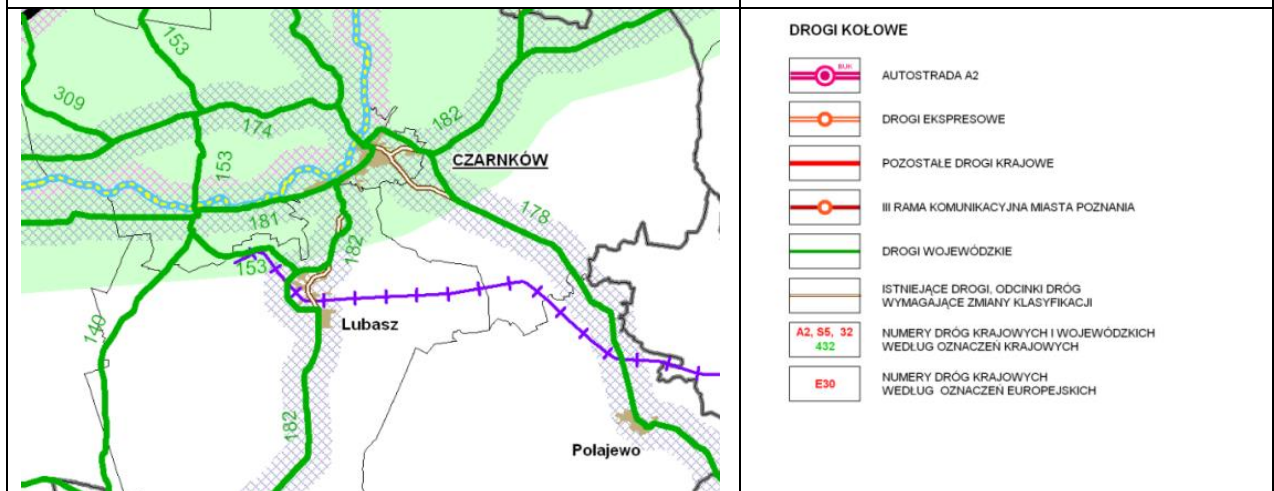 153
309
174
182
CZARNKÓW
153
181
178
182
153
Lubasz
140
182
Połajewo
DROGI KOŁOWE
BUK
AUTOSTRADA A2
DROGI EKSPRESOWE
POZOSTAŁE DROGI KRAJOWE
III RAMA KOMUNIKACYJNA MIASTA POZNANIA
DROGI WOJEWÓDZKIE
ISTNIEJĄCE DROGI, ODCINKI DRÓG
WYMAGAJĄCE ZMIANY KLASYFIKACJI
A2, S5, 32
432
NUMERY DRÓG KRAJOWYCH I WOJEWÓDZKICH
WEDŁUG OZNACZEŃ KRAJOWYCH
E30
NUMERY DRÓG KRAJOWYCH
WEDŁUG OZNACZEŃ EUROPEJSKICH